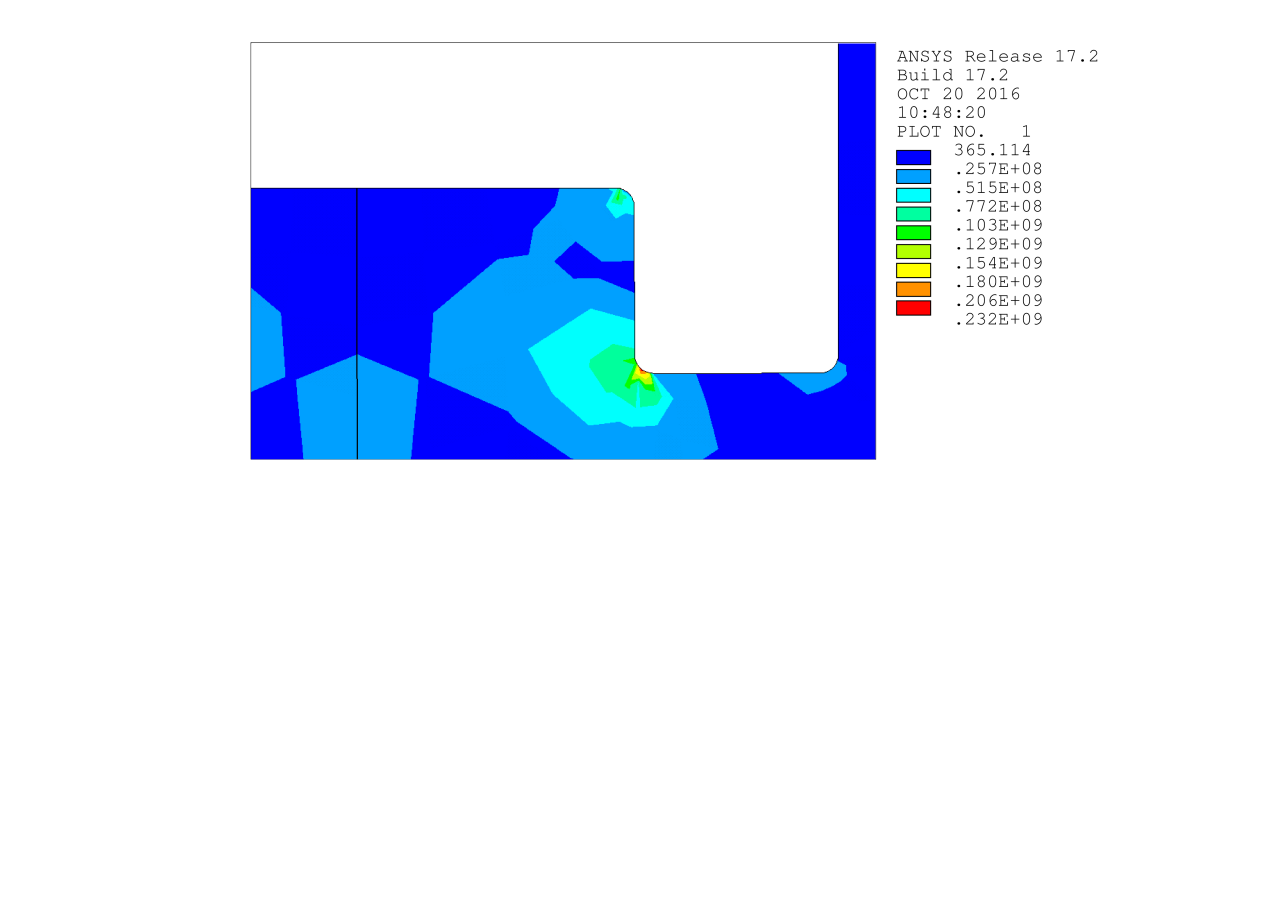 ANSYS Release 17.2
Build 17.2
OCT 20 2016
10:48:20
PLOT NO.   1
365.114
.257E+08
.515E+08
.772E+08
.103E+09
.129E+09
.154E+09
.180E+09
.206E+09
.232E+09